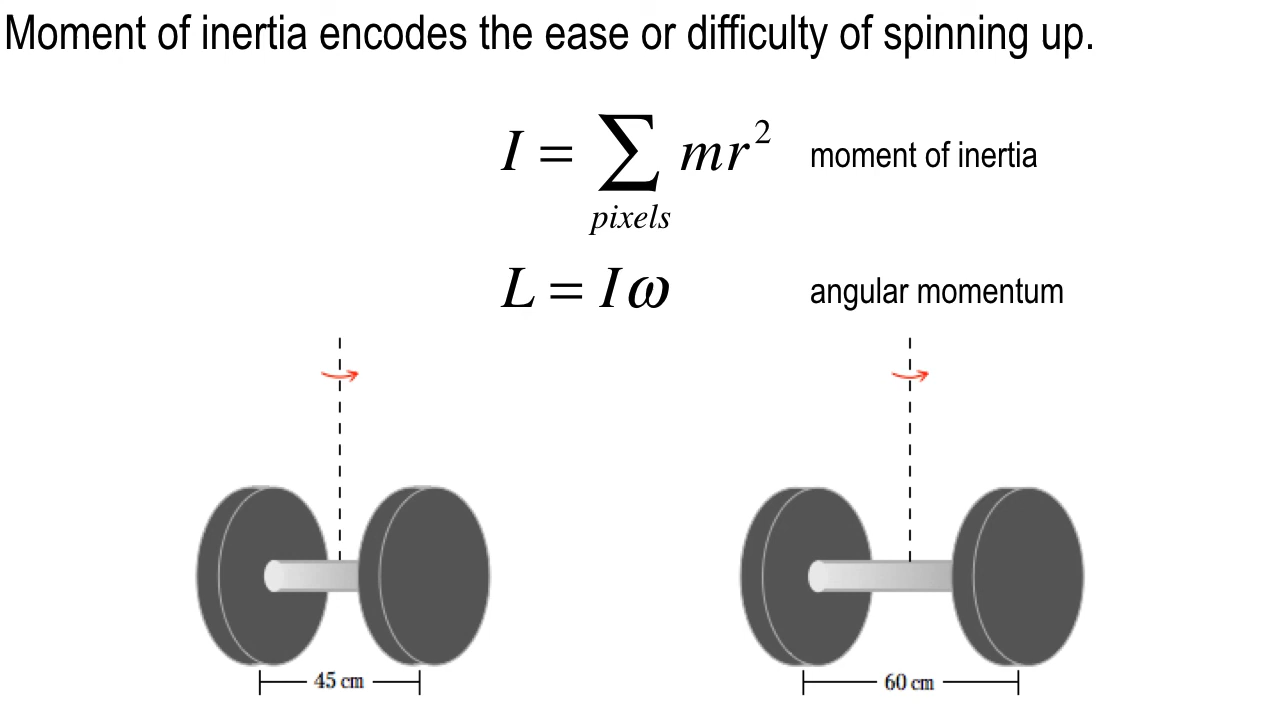 Moment of inertia encodes the ease or difficulty of spinning up.
I = ∑ mr² moment of inertia
pixels
L = Iω angular momentum
45 cm 60 cm